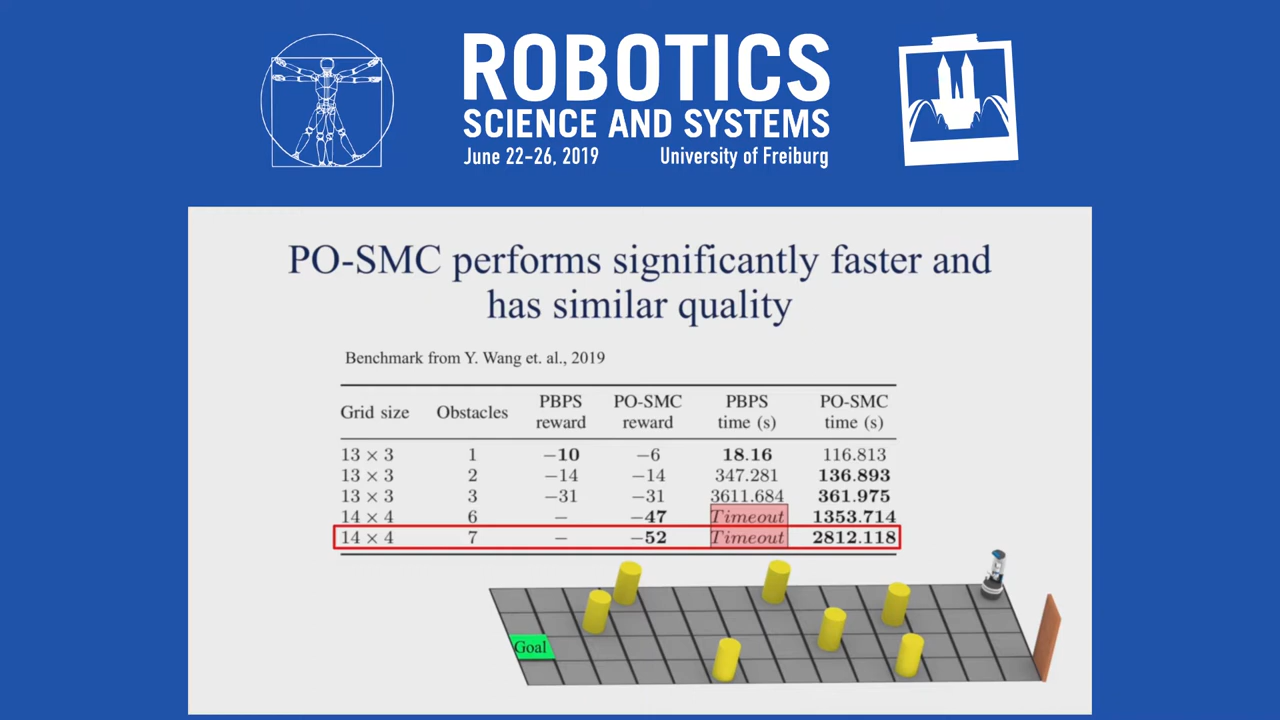 ROBOTICS
SCIENCE AND SYSTEMS
June 22-26, 2019 University of Freiburg
PO-SMC performs significantly faster and
has similar quality
Benchmark from Y. Wang et. al., 2019
Grid size Obstacles PBPS reward PO-SMC reward PBPS time (s) PO-SMC time (s)
13 × 3 1 −10 −6 18.16 116.813
13 × 3 2 −14 −14 347.281 136.893
13 × 3 3 −31 −31 3611.684 361.975
14 × 4 6 – −47 Timeout 1353.714
14 × 4 7 – −52 Timeout 2812.118
Goal